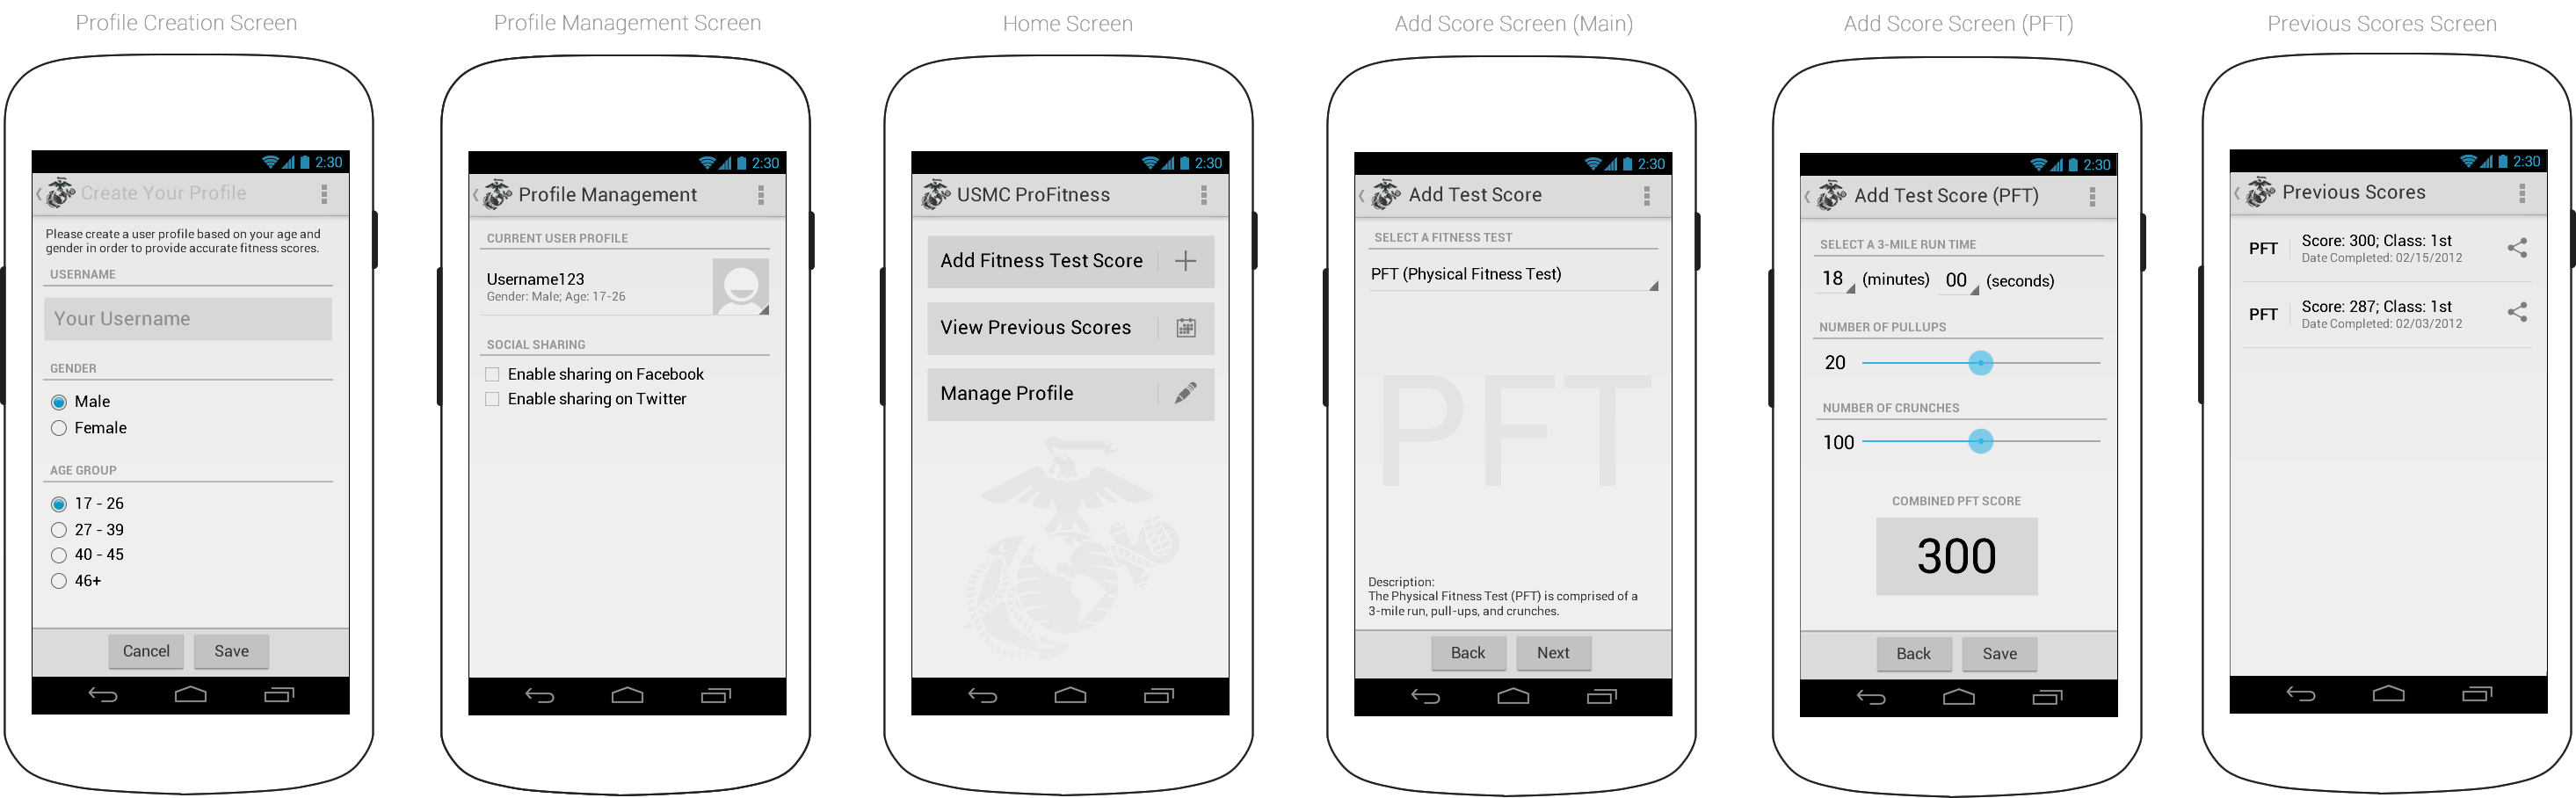 Profile Creation Screen
2:30
Create Your Profile
Please create a user profile based on your age and
gender in order to provide accurate fitness scores.
USERNAME
Your Username
GENDER
Male
Female
AGE GROUP
17 - 26
27 - 39
40 - 45
46+
Cancel Save
Profile Management Screen
2:30
Profile Management
CURRENT USER PROFILE
Username123
Gender: Male; Age: 17-26
SOCIAL SHARING
Enable sharing on Facebook
Enable sharing on Twitter
Home Screen
2:30
USMC ProFitness
Add Fitness Test Score
View Previous Scores
Manage Profile
Add Score Screen (Main)
2:30
Add Test Score
SELECT A FITNESS TEST
PFT (Physical Fitness Test)
PFT
Description:
The Physical Fitness Test (PFT) is comprised of a
3-mile run, pull-ups, and crunches.
Back Next
Add Score Screen (PFT)
2:30
Add Test Score (PFT)
SELECT A 3-MILE RUN TIME
18 (minutes) 00 (seconds)
NUMBER OF PULLUPS
20
NUMBER OF CRUNCHES
100
COMBINED PFT SCORE
300
Back Save
Previous Scores Screen
2:30
Previous Scores
PFT Score: 300; Class: 1st
Date Completed: 02/15/2012
PFT Score: 287; Class: 1st
Date Completed: 02/03/2012